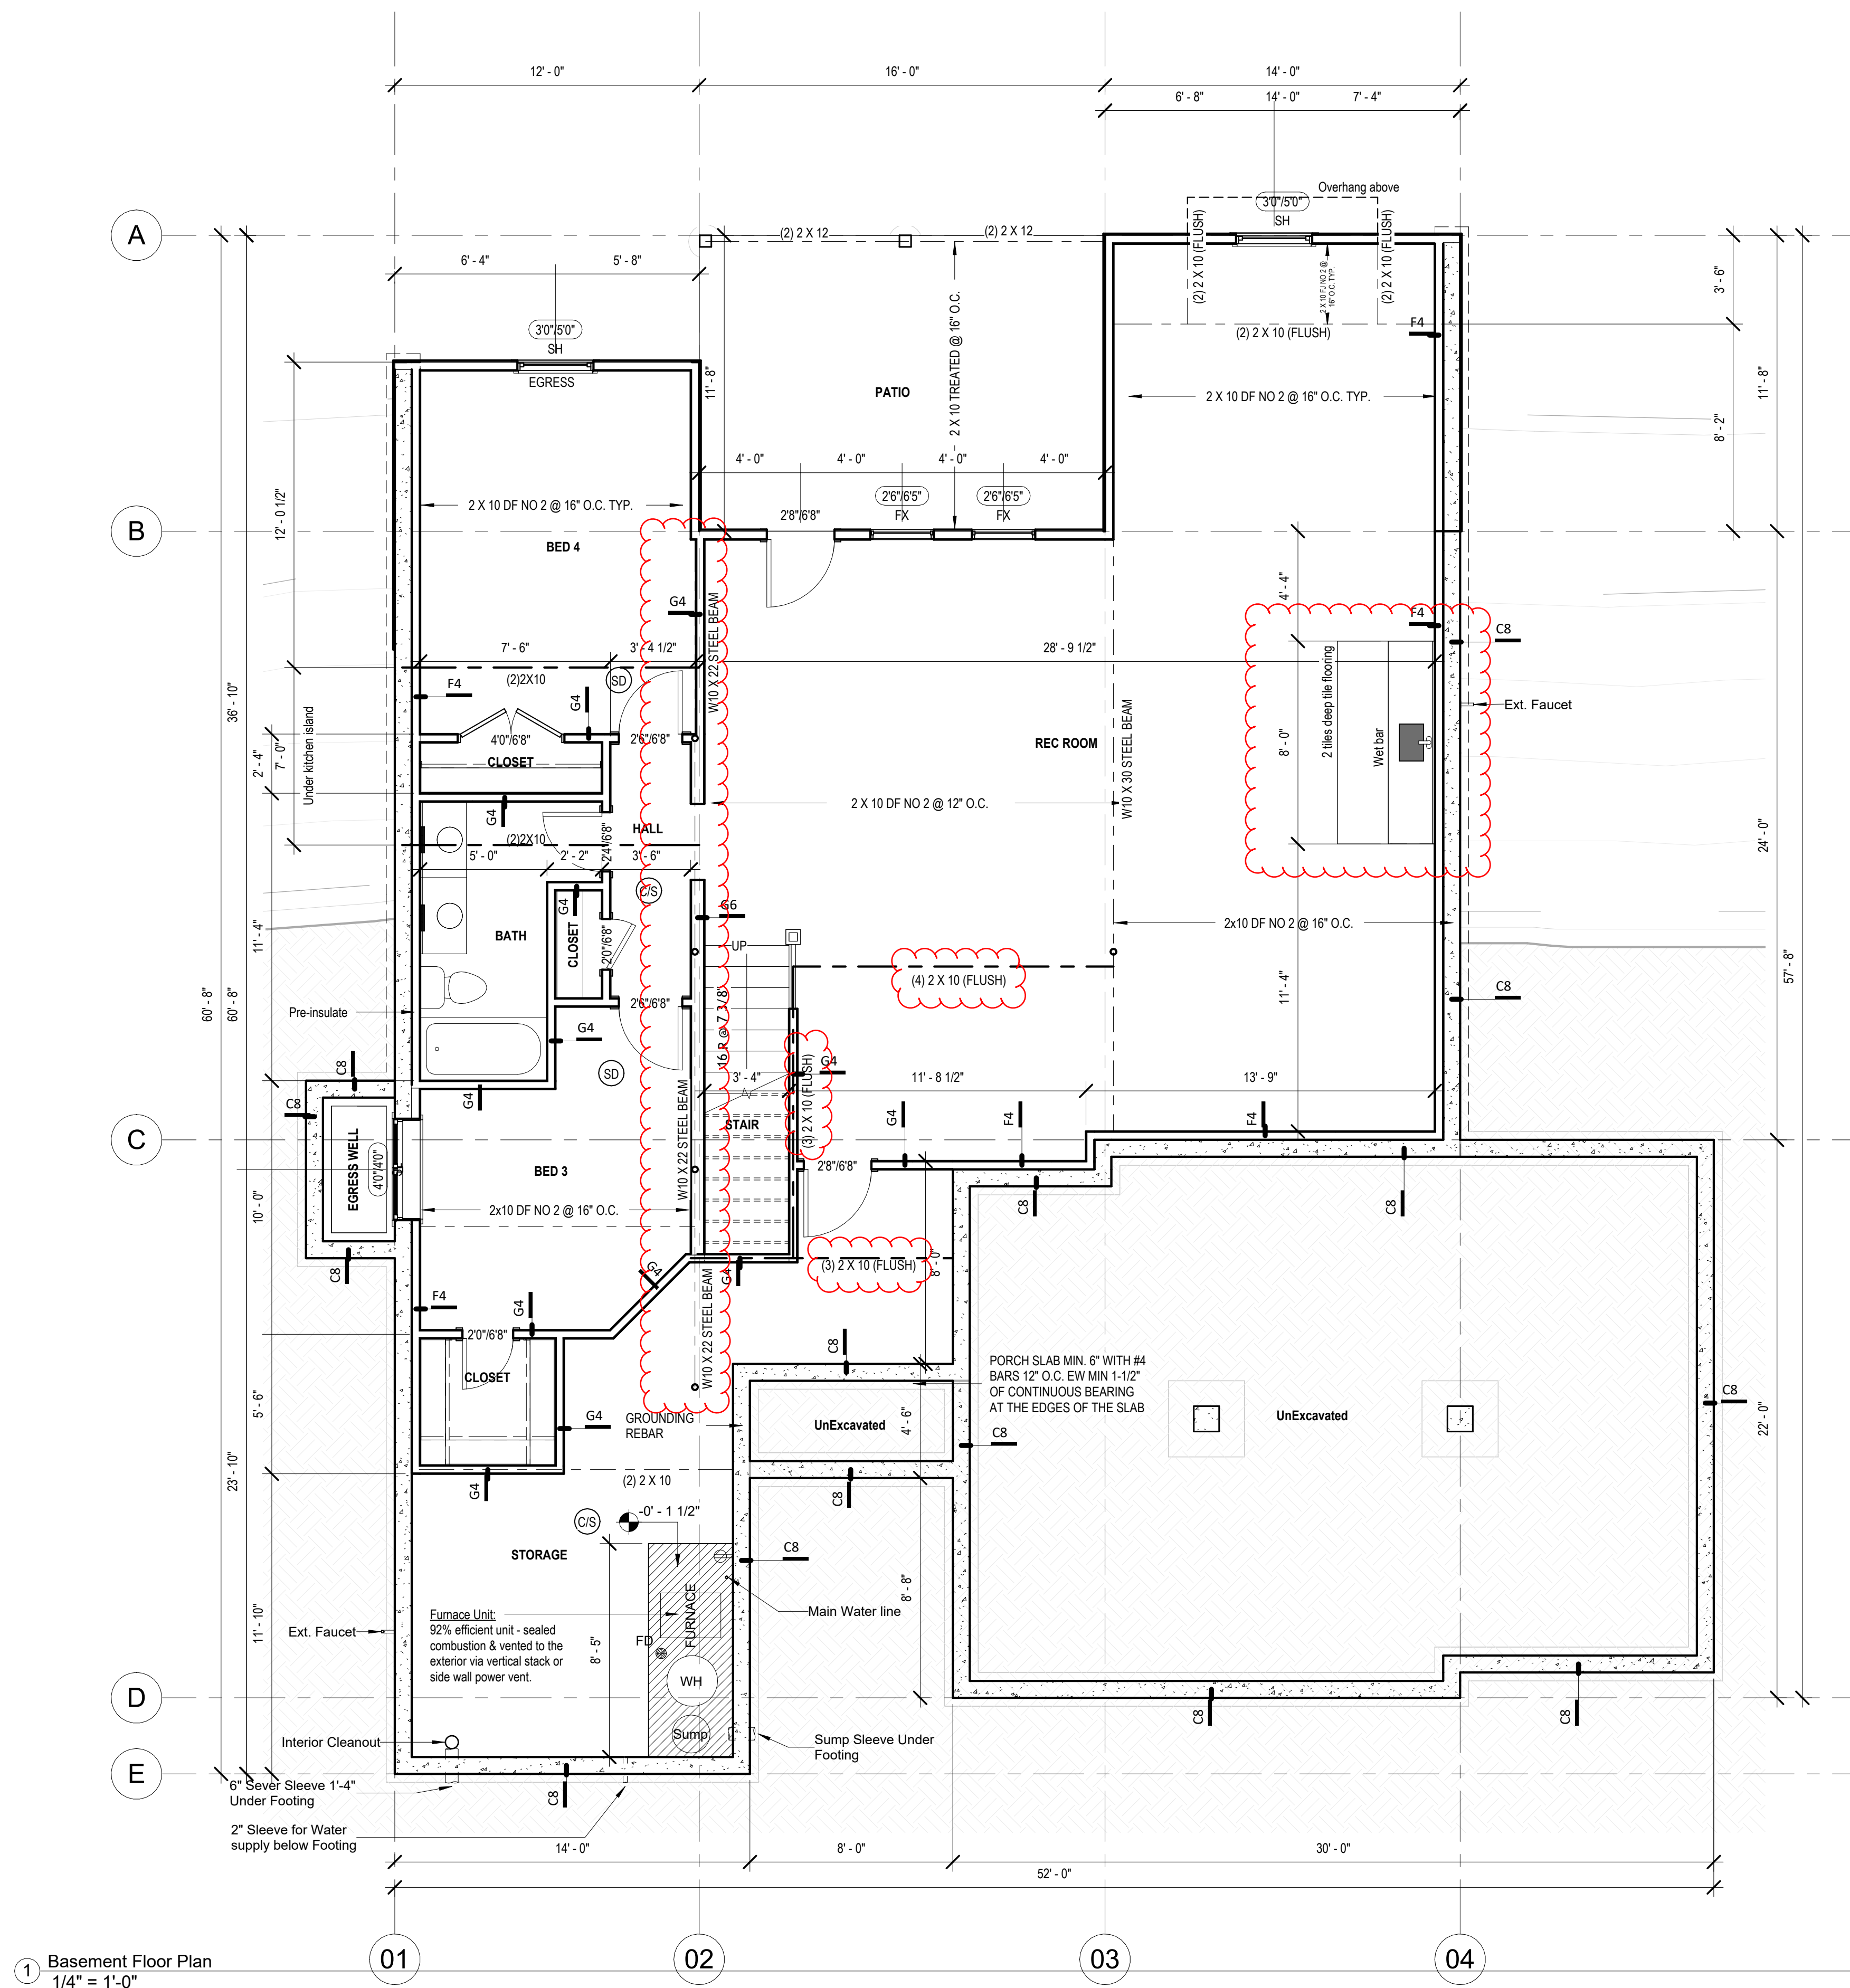 12' - 0"
16' - 0"
14' - 0"
6' - 8"
14' - 0"
7' - 4"
Overhang above
3'0"/5'0"
SH
A
(2) 2 X 12
(2) 2 X 12
(2) 2 X 10 (FLUSH)
(2) 2 X 10 (FLUSH)
2 X 10 FJ NO 2 @
16" O.C. TYP.
6' - 4"
5' - 8"
3' - 6"
3'0"/5'0"
SH
EGRESS
(2) 2 X 10 (FLUSH)
F4
11' - 8"
2 X 10 TREATED @ 16" O.C.
PATIO
2 X 10 DF NO 2 @ 16" O.C. TYP.
11' - 8"
8' - 2"
4' - 0"
4' - 0"
4' - 0"
4' - 0"
12' - 0 1/2"
2 X 10 DF NO 2 @ 16" O.C. TYP.
2'8"/6'8"
2'6"/6'5"
FX
2'6"/6'5"
FX
B
BED 4
G4
W10 X 22 STEEL BEAM
4' - 4"
F4
C8
7' - 6"
3' - 4 1/2"
28' - 9 1/2"
(2)2X10
SD
F4
G4
36' - 10"
Under kitchen island
7' - 0"
2' - 4"
4'0"/6'8"
2'6"/6'8"
CLOSET
REC ROOM
W10 X 30 STEEL BEAM
8' - 0"
2 tiles deep tile flooring
Wet bar
Ext. Faucet
2 X 10 DF NO 2 @ 12" O.C.
24' - 0"
G4
(2)2X10
HALL
2'4"/6'8"
5' - 0"
2' - 2"
3' - 6"
C/S
G4
G6
BATH
CLOSET
2'0"/6'8"
UP
2x10 DF NO 2 @ 16" O.C.
11' - 4"
(4) 2 X 10 (FLUSH)
11' - 4"
57' - 8"
C8
60' - 8"
60' - 8"
Pre-insulate
2'6"/6'8"
16 R @ 7 3/8"
G4
SD
C8
G4
(3) 2 X 10 (FLUSH)
G4
3' - 4"
11' - 8 1/2"
13' - 9"
C8
W10 X 22 STEEL BEAM
STAIR
G4
F4
F4
C
EGRESS WELL
4'0"/4'0"
SL
BED 3
2'8"/6'8"
10' - 0"
2x10 DF NO 2 @ 16" O.C.
C8
C8
C8
G4
G4
(3) 2 X 10 (FLUSH)
8' - 0"
W10 X 22 STEEL BEAM
F4
G4
2'0"/6'8"
C8
CLOSET
PORCH SLAB MIN. 6" WITH #4
BARS 12" O.C. EW MIN 1-1/2"
OF CONTINUOUS BEARING
AT THE EDGES OF THE SLAB
5' - 6"
G4
GROUNDING
REBAR
UnExcavated
4' - 6"
UnExcavated
C8
C8
22' - 0"
23' - 10"
(2) 2 X 10
G4
C8
C/S
-0' - 1 1/2"
STORAGE
C8
8' - 8"
Main Water line
FURNACE
Furnace Unit:
92% efficient unit - sealed
combustion & vented to the
exterior via vertical stack or
side wall power vent.
8' - 5"
FD
11' - 10"
Ext. Faucet
WH
D
C8
C8
Sump
Interior Cleanout
Sump Sleeve Under
Footing
E
6" Sever Sleeve 1'-4"
Under Footing
C8
2" Sleeve for Water
supply below Footing
14' - 0"
8' - 0"
30' - 0"
52' - 0"
01
02
03
04
1
Basement Floor Plan
1/4" = 1'-0"